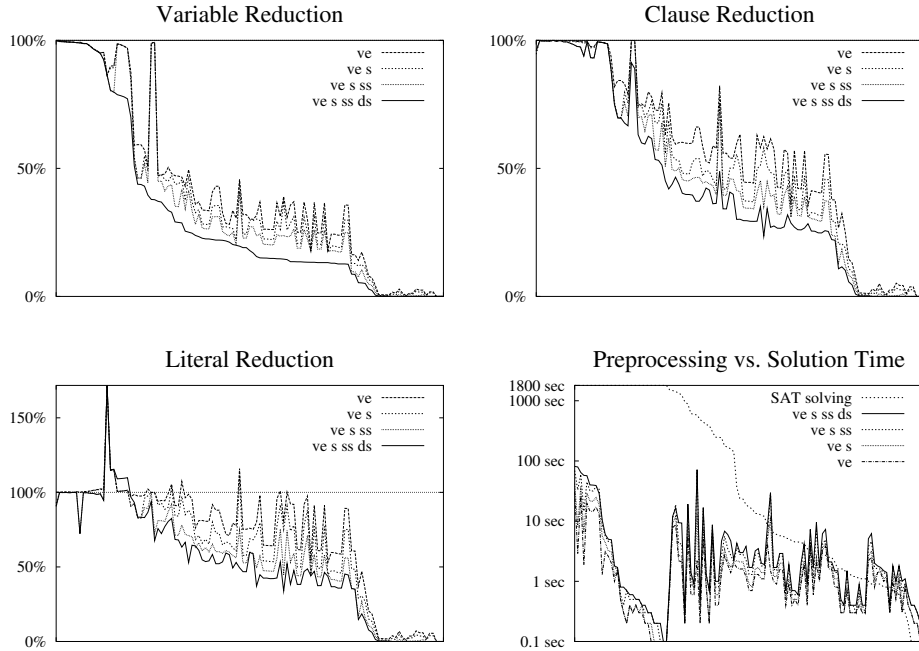 Variable Reduction
100%
50%
0%
ve
ve s
ve s ss
ve s ss ds
Clause Reduction
100%
50%
0%
ve
ve s
ve s ss
ve s ss ds
Literal Reduction
150%
100%
50%
0%
ve
ve s
ve s ss
ve s ss ds
Preprocessing vs. Solution Time
1800 sec
1000 sec
100 sec
10 sec
1 sec
0.1 sec
SAT solving
ve s ss ds
ve s ss
ve s
ve